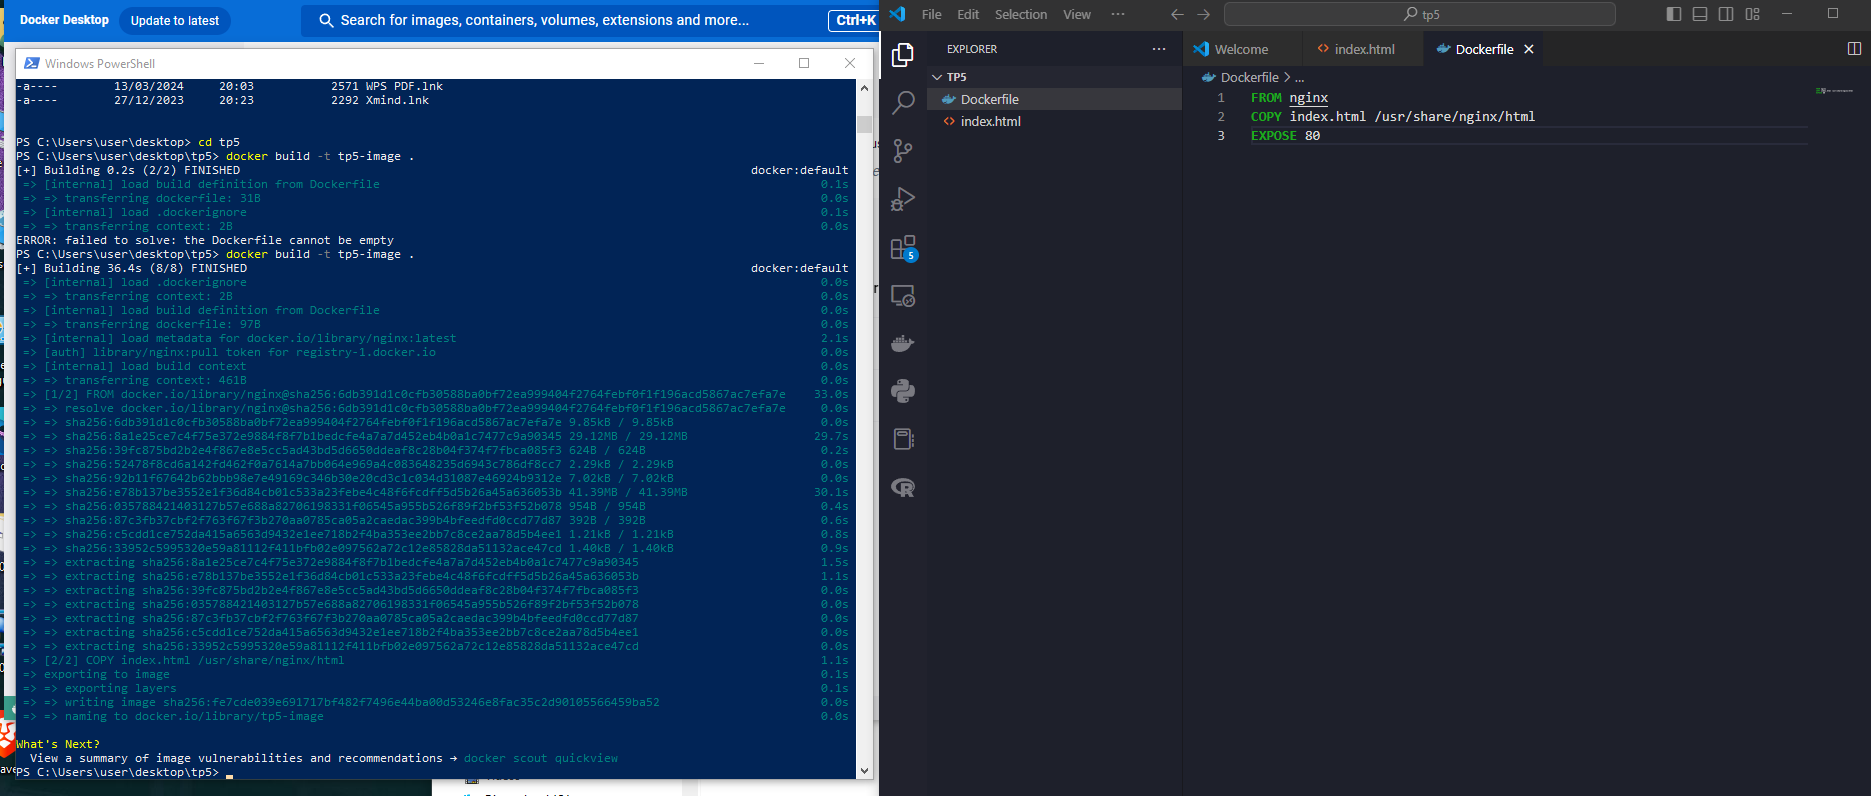 Docker Desktop
Update to latest
Search for images, containers, volumes, extensions and more...
Ctrl+K
Windows PowerShell
-a---- 13/03/2024 20:03 2571 WPS PDF.lnk
-a---- 27/12/2023 20:23 2292 Xmind.lnk
PS C:\Users\user\desktop> cd tp5
PS C:\Users\user\desktop\tp5> docker build -t tp5-image .
[+] Building 0.2s (2/2) FINISHED docker:default
=> [internal] load build definition from Dockerfile 0.1s
=> => transferring dockerfile: 31B 0.0s
=> [internal] load .dockerignore 0.1s
=> => transferring context: 2B 0.0s
ERROR: failed to solve: the Dockerfile cannot be empty
PS C:\Users\user\desktop\tp5> docker build -t tp5-image .
[+] Building 36.4s (8/8) FINISHED docker:default
=> [internal] load .dockerignore 0.0s
=> => transferring context: 2B 0.0s
=> [internal] load build definition from Dockerfile 0.0s
=> => transferring dockerfile: 97B 0.0s
=> [internal] load metadata for docker.io/library/nginx:latest 2.1s
=> [auth] library/nginx:pull token for registry-1.docker.io 0.0s
=> [internal] load build context 0.0s
=> => transferring context: 461B 0.0s
=> [1/2] FROM docker.io/library/nginx@sha256:6db391d1c0cfb30588ba0bf72ea999404f2764febf0f1f196acd5867ac7efa7e 33.0s
=> => resolve docker.io/library/nginx@sha256:6db391d1c0cfb30588ba0bf72ea999404f2764febf0f1f196acd5867ac7efa7e 0.0s
=> => sha256:6db391d1c0cfb30588ba0bf72ea999404f2764febf0f1f196acd5867ac7efa7e 9.85kB / 9.85kB 0.0s
=> => sha256:8a1e25ce7c4f75e372e9884f8f7b1bedcfe4a7a7d452eb4b0a1c7477c9a90345 29.12MB / 29.12MB 29.7s
=> => sha256:39fc875bd2b2e4f867e8e5cc5ad43bd5d6650ddeaf8c28b04f374f7fbca085f3 624B / 624B 0.2s
=> => sha256:52478f8cd6a142fd462f0a7614a7bb064e969a4c083648235d6943c786df8cc7 2.29kB / 2.29kB 0.0s
=> => sha256:92b11f67642b62bbb98e7e49169c346b30e20cd3c1c034d31087e46924b9312e 7.02kB / 7.02kB 0.0s
=> => sha256:e78b137be3552e1f36d84cb01c533a23febe4c48f6fcdff5d5b26a45a636053b 41.39MB / 41.39MB 30.1s
=> => sha256:035788421403127b57e688a82706198331f06545a955b526f89f2bf53f52b078 954B / 954B 0.4s
=> => sha256:87c3fb37cbf2f763f67f3b270aa0785ca05a2caedac399b4bfeedfd0ccd77d87 392B / 392B 0.6s
=> => sha256:c5cdd1ce752da415a6563d9432e1ee718b2f4ba353ee2bb7c8ce2aa78d5b4ee1 1.21kB / 1.21kB 0.8s
=> => sha256:33952c5995320e59a81112f411bfb02e097562a72c12e85828da51132ace47cd 1.40kB / 1.40kB 0.9s
=> => extracting sha256:8a1e25ce7c4f75e372e9884f8f7b1bedcfe4a7a7d452eb4b0a1c7477c9a90345 1.5s
=> => extracting sha256:e78b137be3552e1f36d84cb01c533a23febe4c48f6fcdff5d5b26a45a636053b 1.1s
=> => extracting sha256:39fc875bd2b2e4f867e8e5cc5ad43bd5d6650ddeaf8c28b04f374f7fbca085f3 0.0s
=> => extracting sha256:035788421403127b57e688a82706198331f06545a955b526f89f2bf53f52b078 0.0s
=> => extracting sha256:87c3fb37cbf2f763f67f3b270aa0785ca05a2caedac399b4bfeedfd0ccd77d87 0.0s
=> => extracting sha256:c5cdd1ce752da415a6563d9432e1ee718b2f4ba353ee2bb7c8ce2aa78d5b4ee1 0.0s
=> => extracting sha256:33952c5995320e59a81112f411bfb02e097562a72c12e85828da51132ace47cd 0.0s
=> [2/2] COPY index.html /usr/share/nginx/html 1.1s
=> exporting to image 0.1s
=> => exporting layers 0.1s
=> => writing image sha256:fe7cde039e691717bf482f7496e44ba00d53246e8fac35c2d90105566459ba52 0.0s
=> => naming to docker.io/library/tp5-image 0.0s
What's Next?
View a summary of image vulnerabilities and recommendations → docker scout quickview
PS C:\Users\user\desktop\tp5>
File Edit Selection View ···
tp5
EXPLORER
TP5
Dockerfile
index.html
5
Welcome
index.html
Dockerfile
Dockerfile > ...
1 FROM nginx
2 COPY index.html /usr/share/nginx/html
3 EXPOSE 80